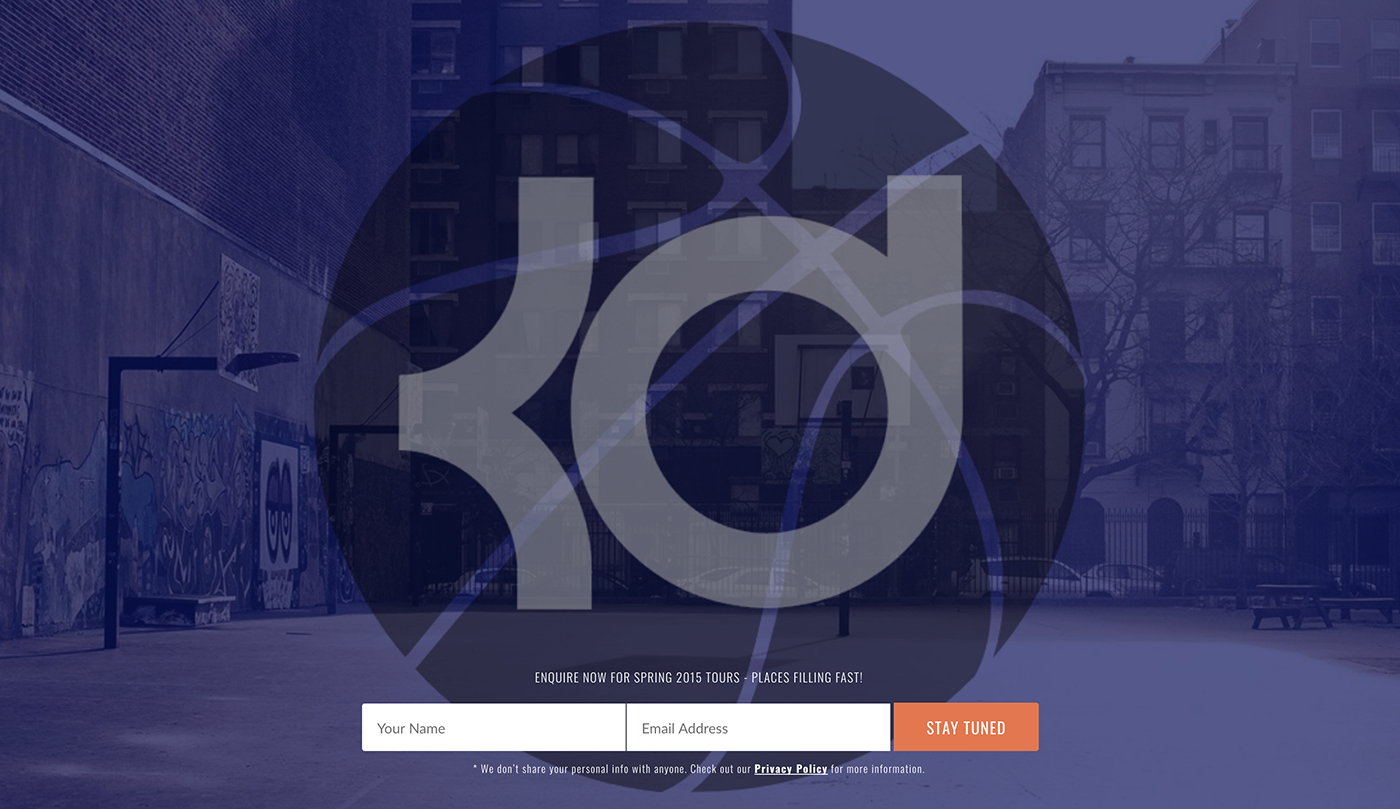 kd
ENQUIRE NOW FOR SPRING 2015 TOURS - PLACES FILLING FAST!
Your Name
Email Address
STAY TUNED
* We don't share your personal info with anyone. Check out our Privacy Policy for more information.